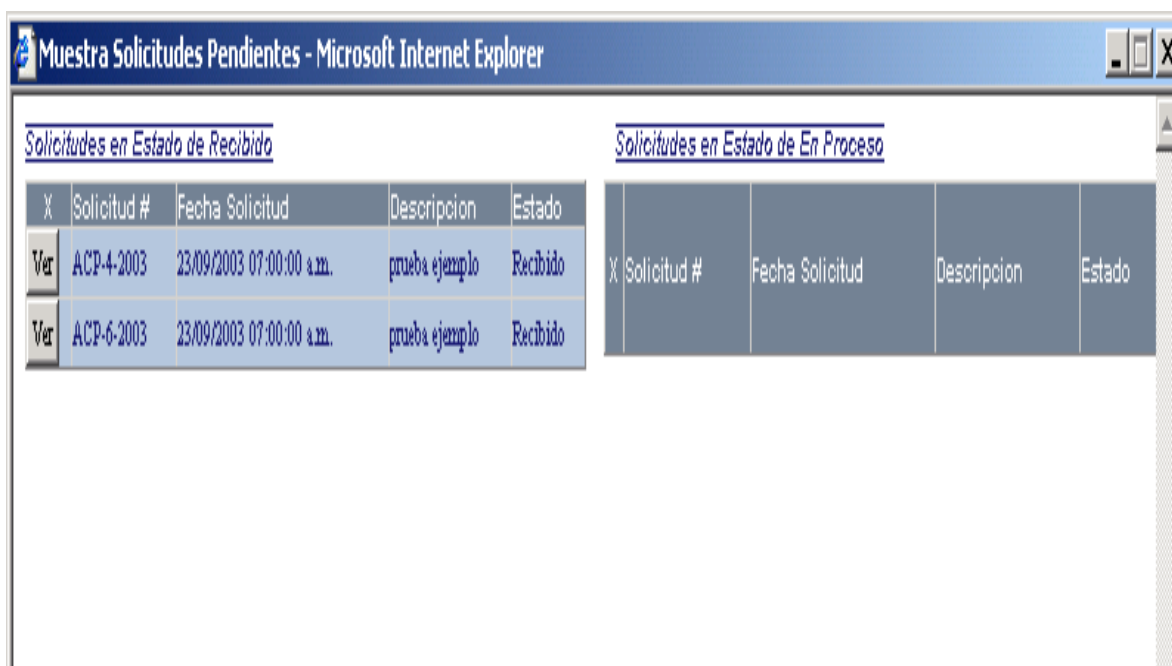 Muestra Solicitudes Pendientes - Microsoft Internet Explorer
Solicitudes en Estado de Recibido
X Solicitud # Fecha Solicitud Descripcion Estado
Ver ACP-4-2003 23/09/2003 07:00:00 a.m. prueba ejemplo Recibido
Ver ACP-6-2003 23/09/2003 07:00:00 a.m. prueba ejemplo Recibido
Solicitudes en Estado de En Proceso
X Solicitud # Fecha Solicitud Descripcion Estado